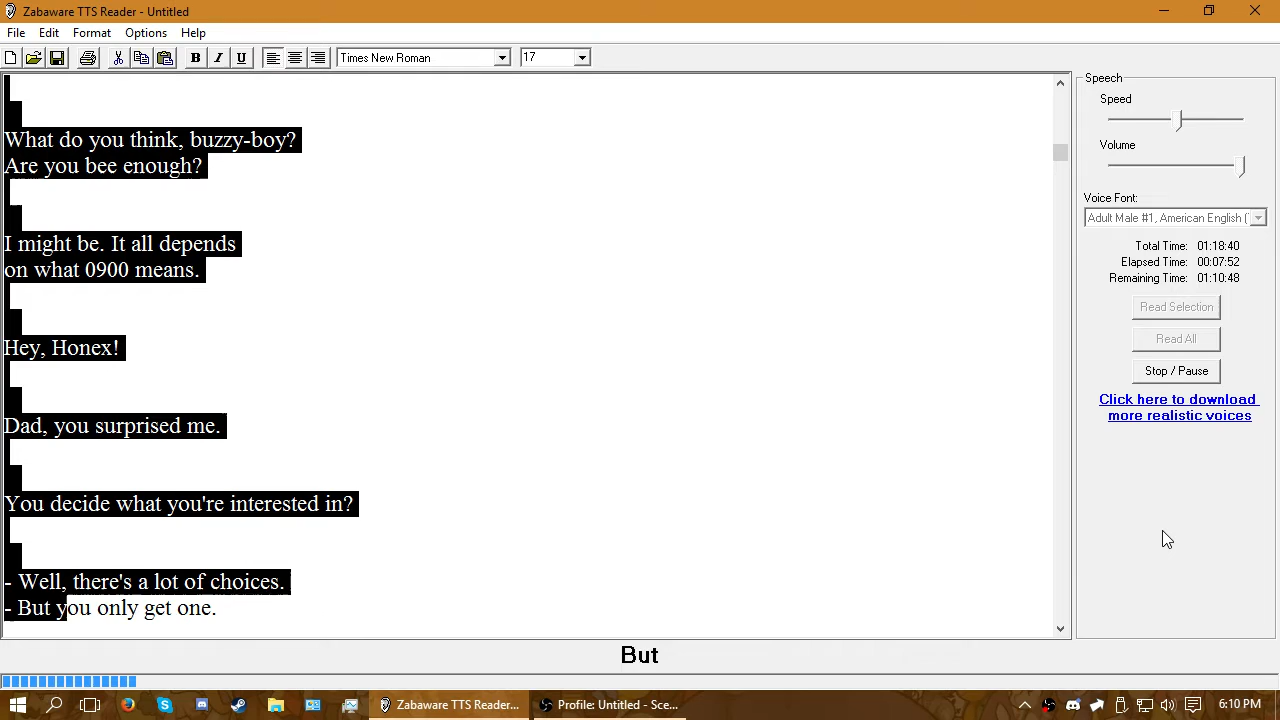 Zabaware TTS Reader - Untitled
File Edit Format Options Help
B I U Times New Roman 17
What do you think, buzzy-boy?
Are you bee enough?
I might be. It all depends
on what 0900 means.
Hey, Honex!
Dad, you surprised me.
You decide what you're interested in?
- Well, there's a lot of choices.
- But you only get one.
Speech
Speed
Volume
Voice Font:
Adult Male #1, American English (
Total Time: 01:18:40
Elapsed Time: 00:07:52
Remaining Time: 01:10:48
Read Selection
Read All
Stop / Pause
Click here to download
more realistic voices
But
Zabaware TTS Reader... Profile: Untitled - Sce... 6:10 PM